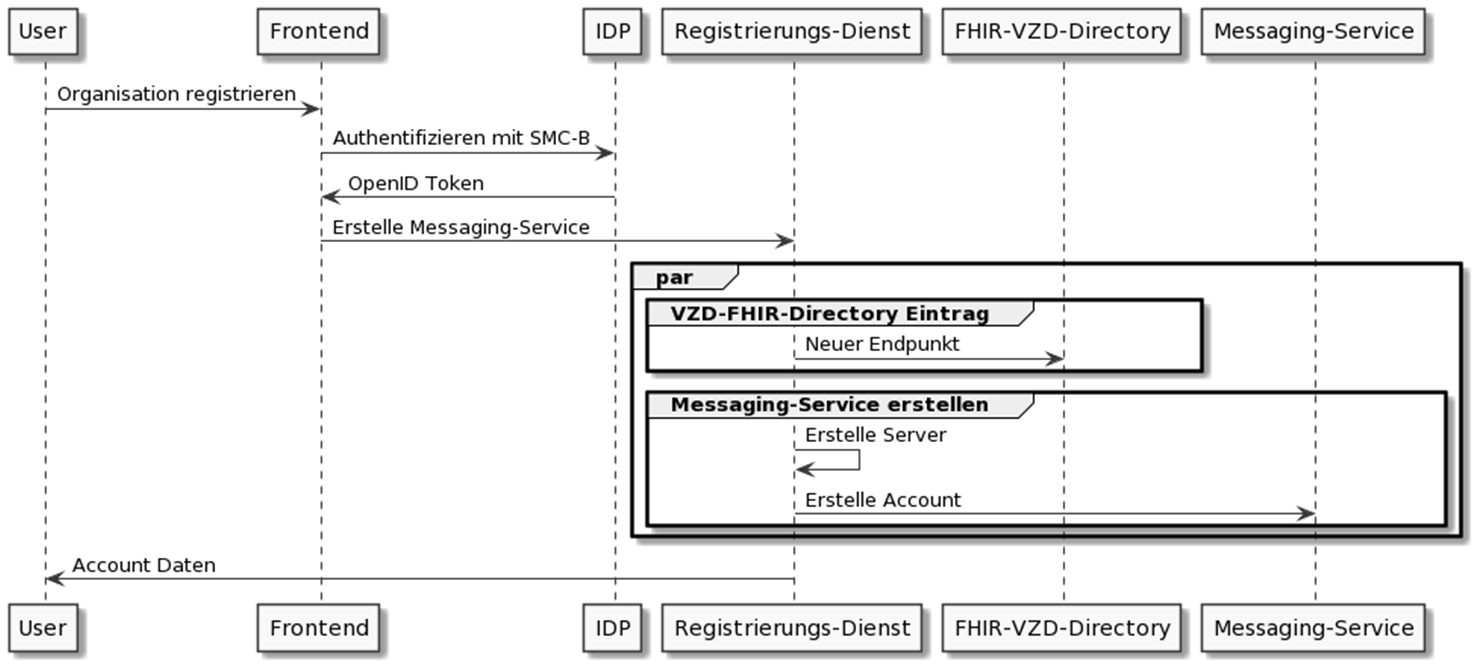 User
Frontend
IDP
Registrierungs-Dienst
FHIR-VZD-Directory
Messaging-Service
Organisation registrieren
Authentifizieren mit SMC-B
OpenID Token
Erstelle Messaging-Service
par
VZD-FHIR-Directory Eintrag
Neuer Endpunkt
Messaging-Service erstellen
Erstelle Server
Erstelle Account
Account Daten
User
Frontend
IDP
Registrierungs-Dienst
FHIR-VZD-Directory
Messaging-Service